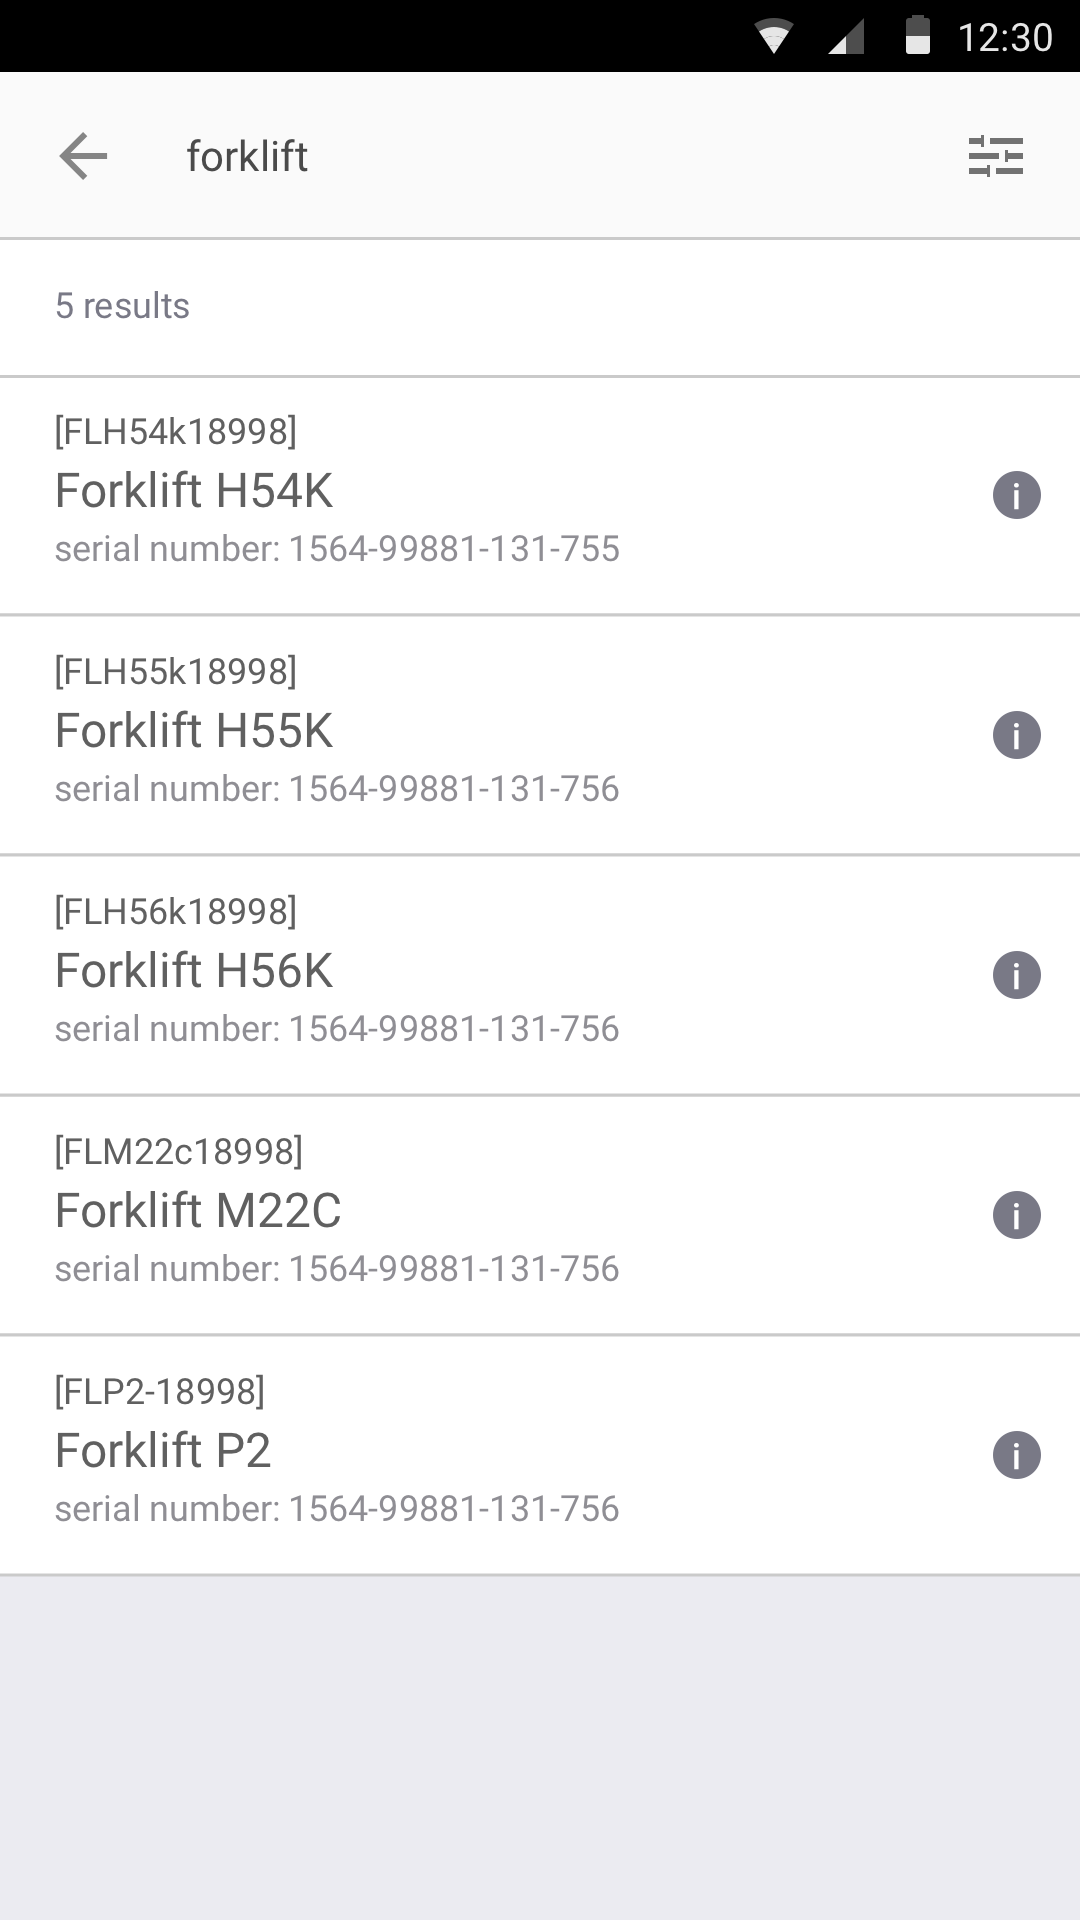 12:30
forklift
5 results
[FLH54k18998]
Forklift H54K
serial number: 1564-99881-131-755
[FLH55k18998]
Forklift H55K
serial number: 1564-99881-131-756
[FLH56k18998]
Forklift H56K
serial number: 1564-99881-131-756
[FLM22c18998]
Forklift M22C
serial number: 1564-99881-131-756
[FLP2-18998]
Forklift P2
serial number: 1564-99881-131-756